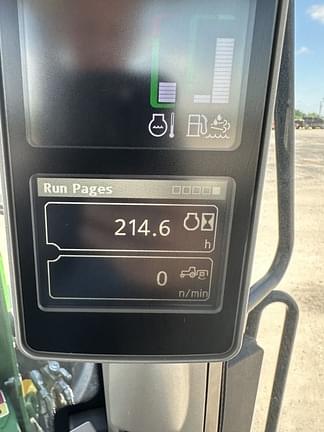 Run Pages
214.6
h
0
n/min